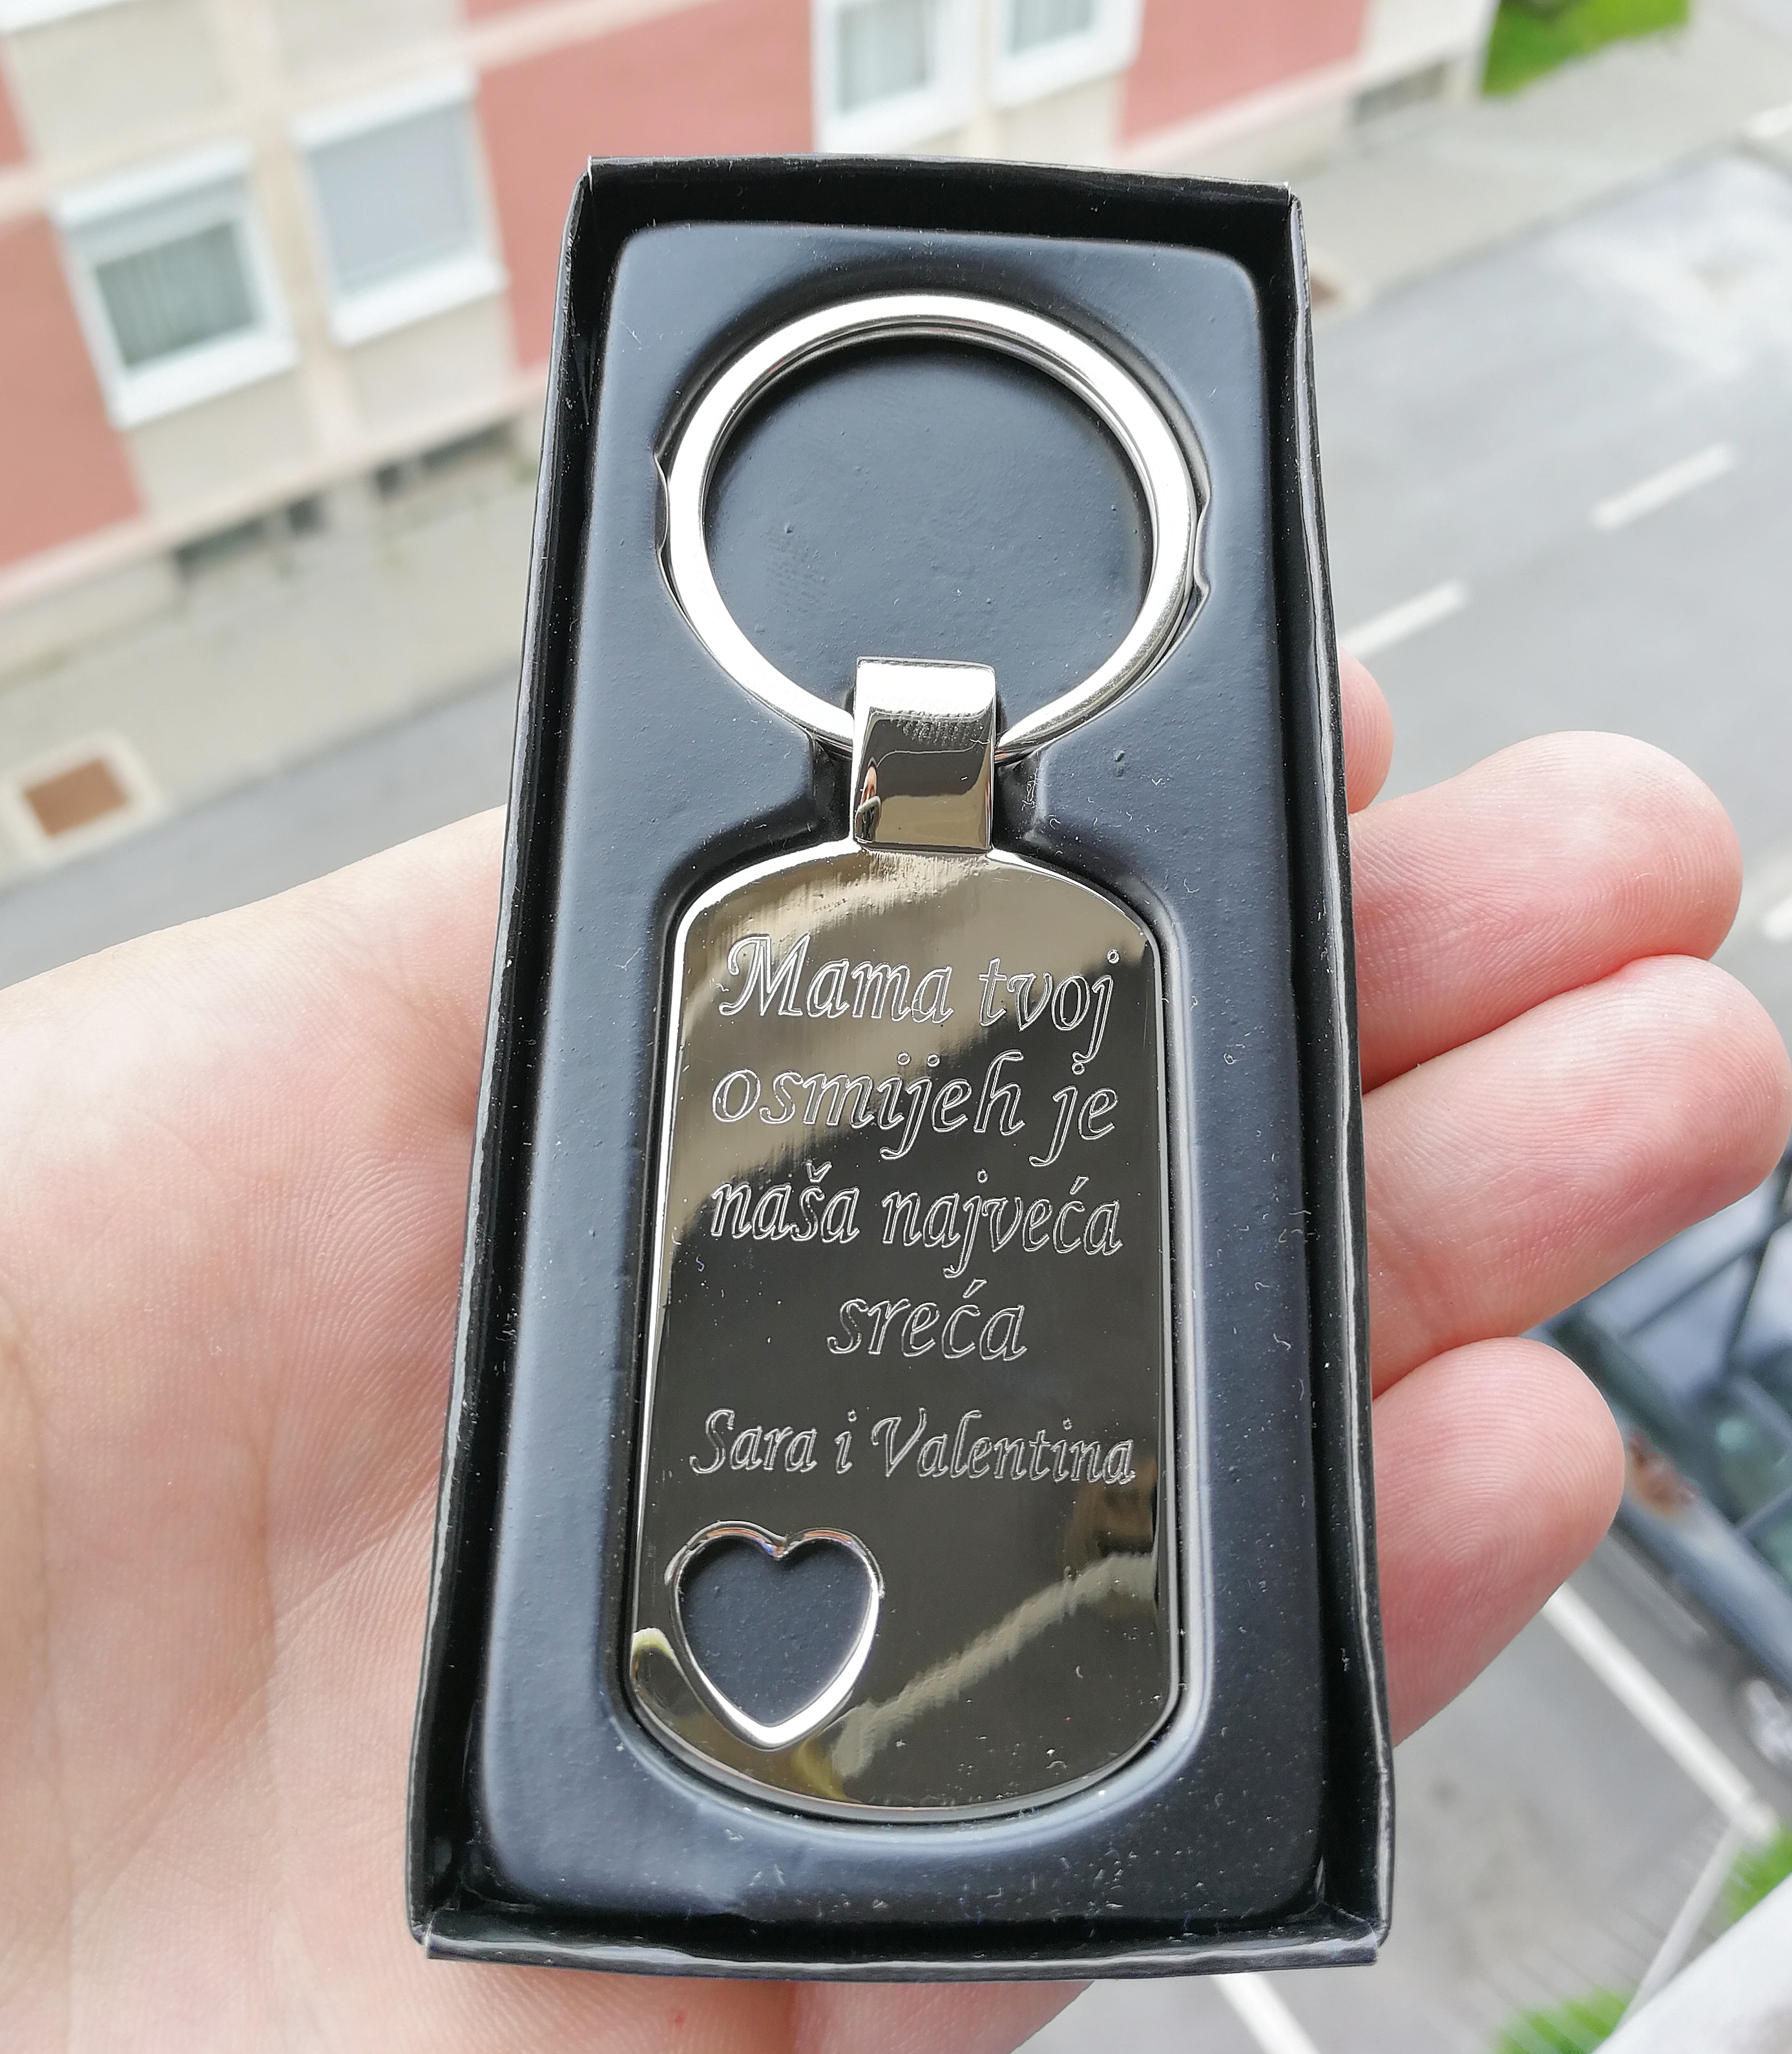 Mama tvoj
osmijeh je
naša najveća
sreća
Sara i Valentina